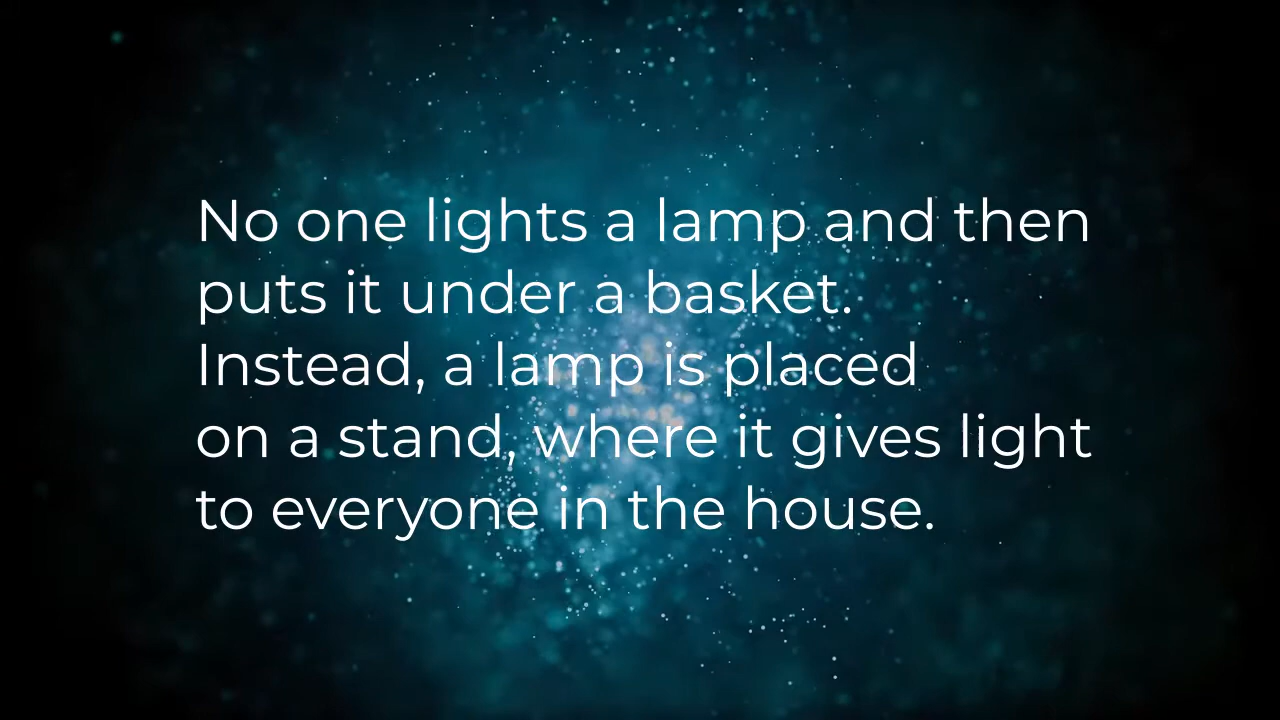 No one lights a lamp and then
puts it under a basket.
Instead, a lamp is placed
on a stand, where it gives light
to everyone in the house.